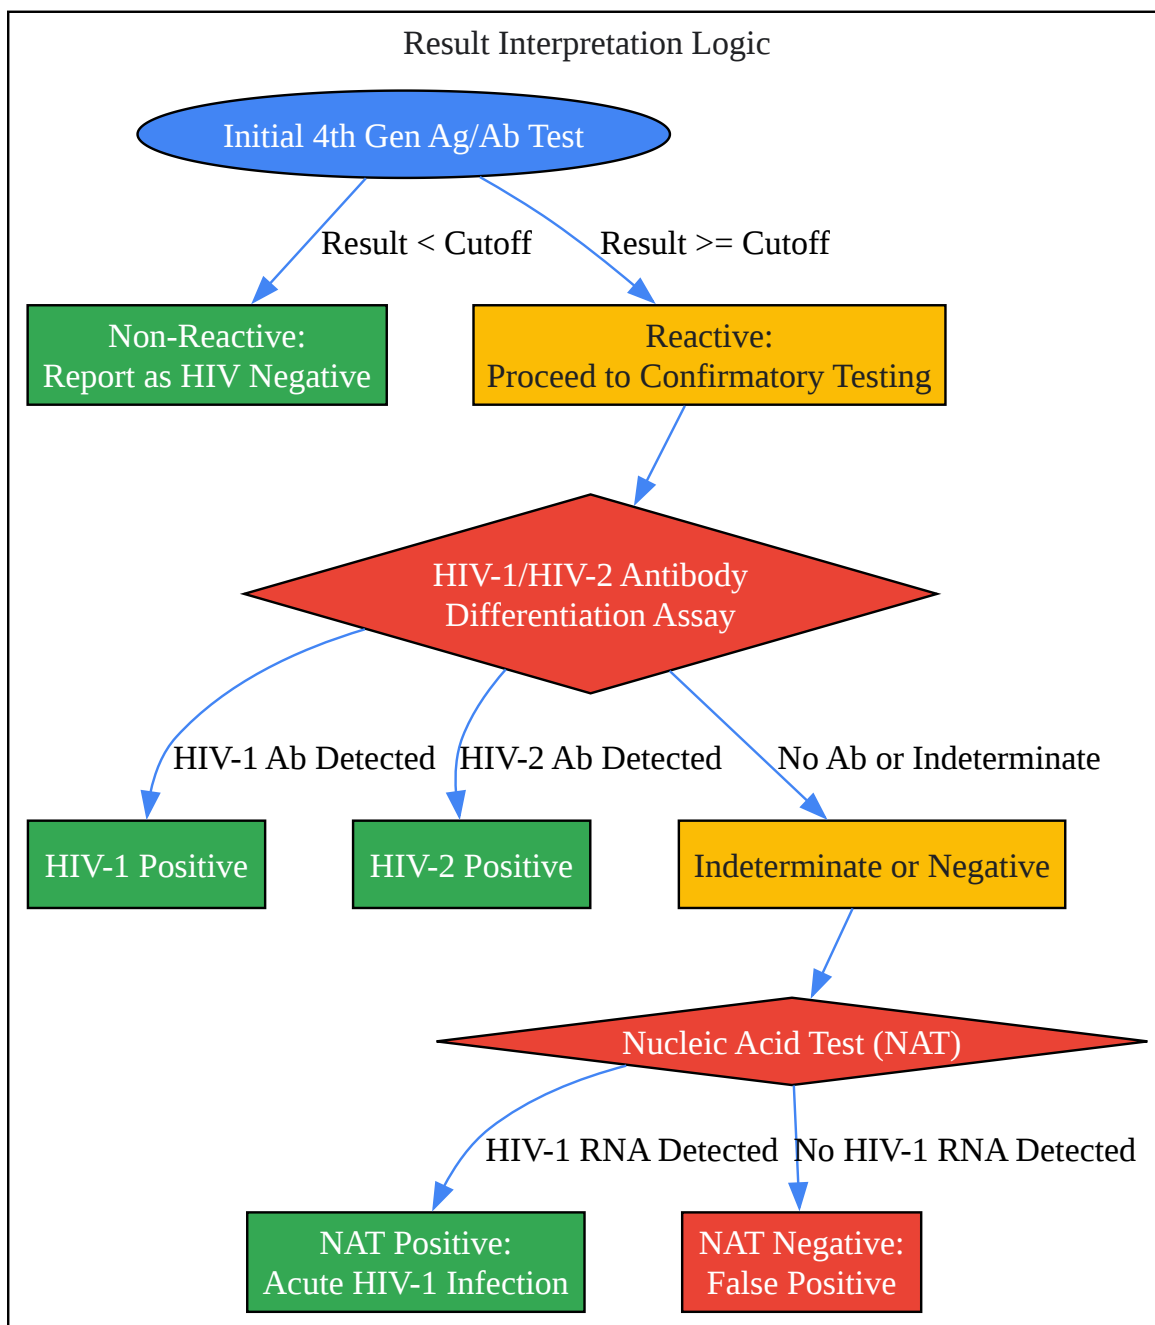 Result Interpretation Logic
Initial 4th Gen Ag/Ab Test
Result < Cutoff
Result >= Cutoff
Non-Reactive:
Report as HIV Negative
Reactive:
Proceed to Confirmatory Testing
HIV-1/HIV-2 Antibody
Differentiation Assay
HIV-1 Ab Detected
HIV-2 Ab Detected
No Ab or Indeterminate
HIV-1 Positive
HIV-2 Positive
Indeterminate or Negative
Nucleic Acid Test (NAT)
HIV-1 RNA Detected
No HIV-1 RNA Detected
NAT Positive:
Acute HIV-1 Infection
NAT Negative:
False Positive